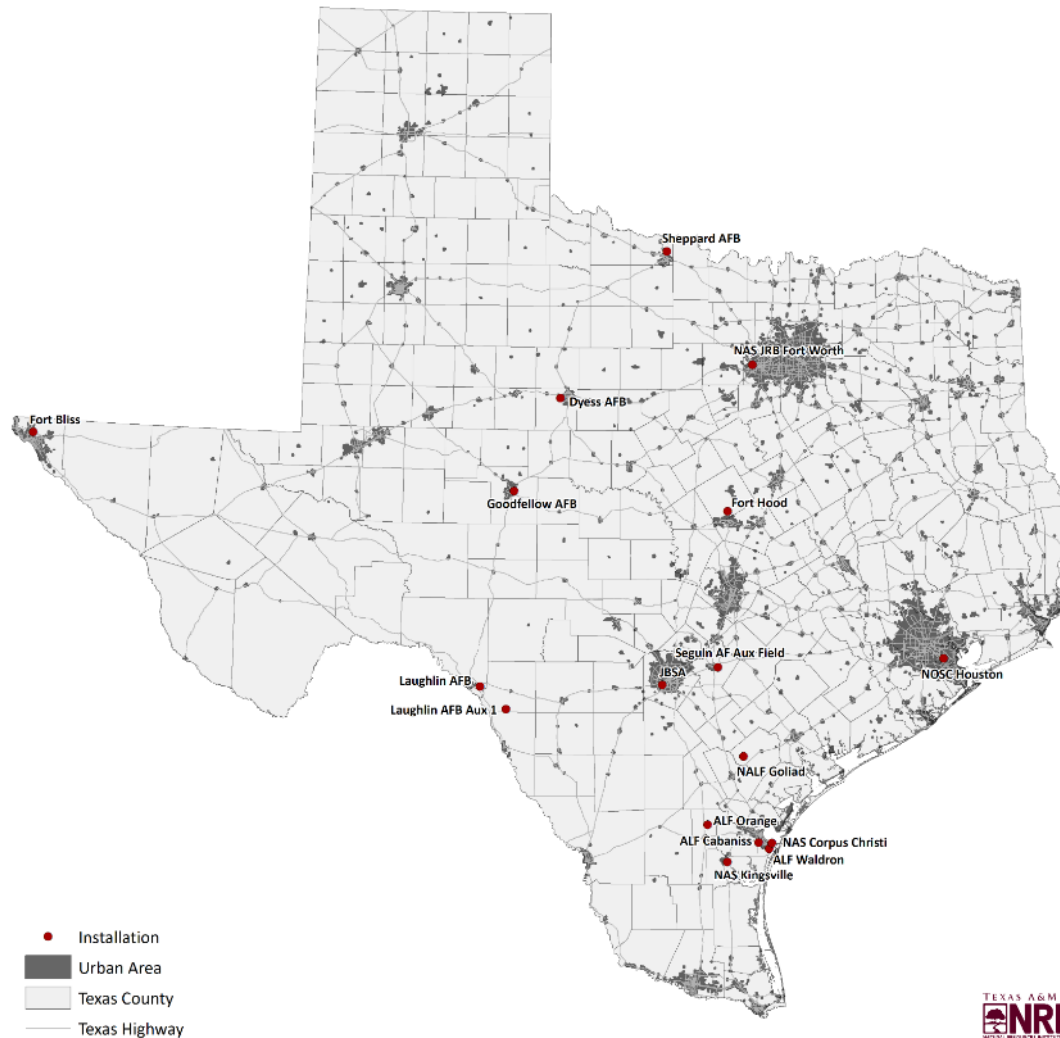 Sheppard AFB
NAS JRB Fort Worth
Dyess AFB
Fort Bliss
Goodfellow AFB
Fort Hood
Seguin AF Aux Field
JBSA
NOSC Houston
Laughlin AFB
Laughlin AFB Aux 1
NALF Goliad
ALF Orange
ALF Cabaniss
NAS Corpus Christi
ALF Waldron
NAS Kingsville
Installation
Urban Area
Texas County
Texas Highway
TEXAS A&M
NRI